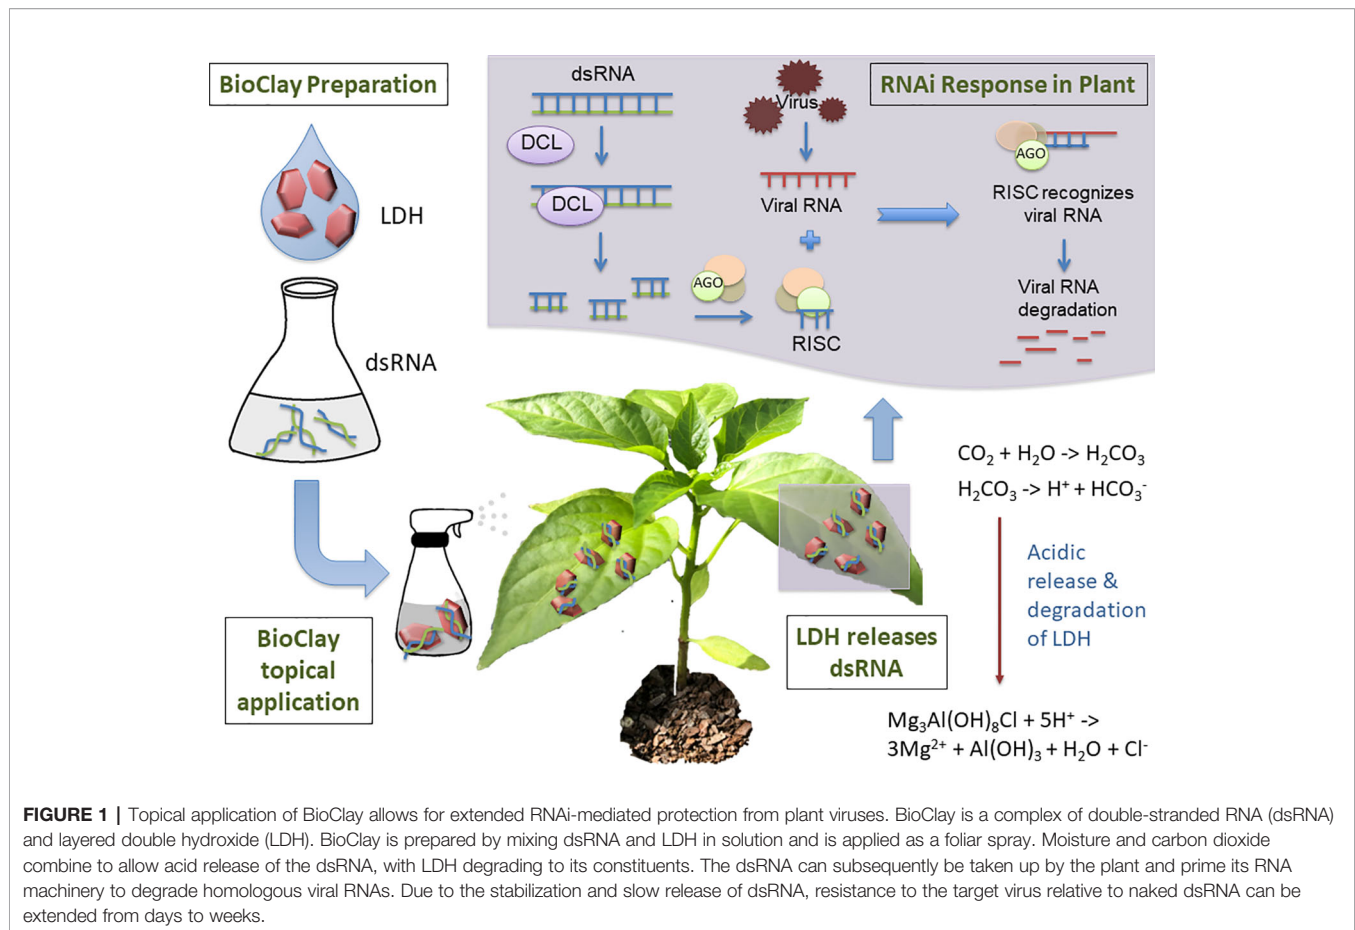 BioClay Preparation
LDH
dsRNA
BioClay
topical
application
dsRNA
DCL
DCL
AGO
Virus
Viral RNA
RISC
RNAi Response in Plant
AGO
RISC recognizes
viral RNA
Viral RNA
degradation
LDH releases
dsRNA
CO₂ + H₂O -> H₂CO₃
H₂CO₃ -> H⁺ + HCO₃⁻
Acidic
release &
degradation
of LDH
Mg₃Al(OH)₈Cl + 5H⁺ ->
3Mg²⁺ + Al(OH)₃ + H₂O + Cl⁻
FIGURE 1 | Topical application of BioClay allows for extended RNAi-mediated protection from plant viruses. BioClay is a complex of double-stranded RNA (dsRNA)
and layered double hydroxide (LDH). BioClay is prepared by mixing dsRNA and LDH in solution and is applied as a foliar spray. Moisture and carbon dioxide
combine to allow acid release of the dsRNA, with LDH degrading to its constituents. The dsRNA can subsequently be taken up by the plant and prime its RNA
machinery to degrade homologous viral RNAs. Due to the stabilization and slow release of dsRNA, resistance to the target virus relative to naked dsRNA can be
extended from days to weeks.